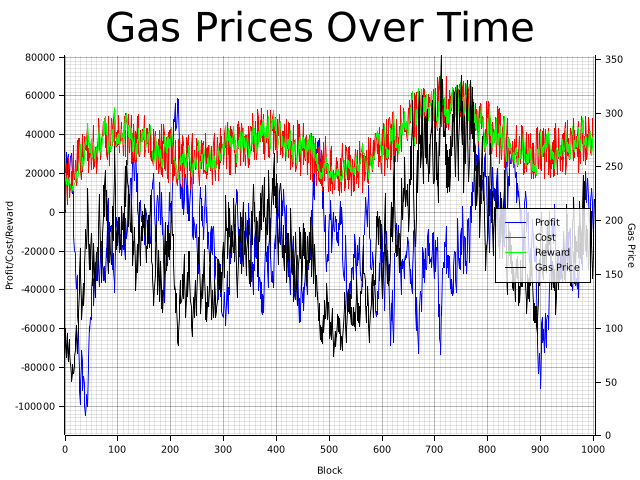 Gas Prices Over Time
80000
60000
40000
20000
0
-20000
-40000
-60000
-80000
-100000
Profit/Cost/Reward
350
300
250
200
150
100
50
0
Gas Price
Profit
Cost
Reward
Gas Price
0 100 200 300 400 500 600 700 800 900 1000
Block